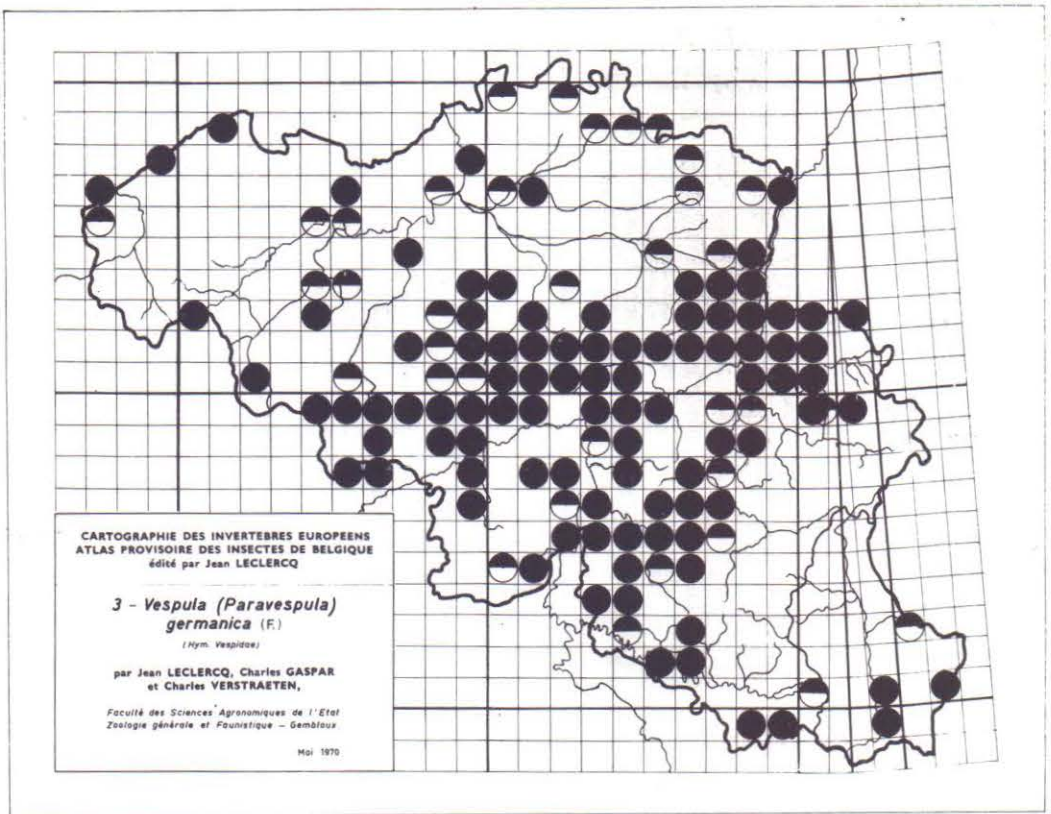 CARTOGRAPHIE DES INVERTEBRES EUROPEENS
ATLAS PROVISOIRE DES INSECTES DE BELGIQUE
édité par Jean LECLERCQ
3 - Vespula (Paravespula)
germanica (F.)
(Hym. Vespidae)
par Jean LECLERCQ, Charles GASPAR
et Charles VERSTRAETEN,
Faculté des Sciences Agronomiques de l'Etat
Zoologie générale et Faunistique - Gembloux
Mai 1970